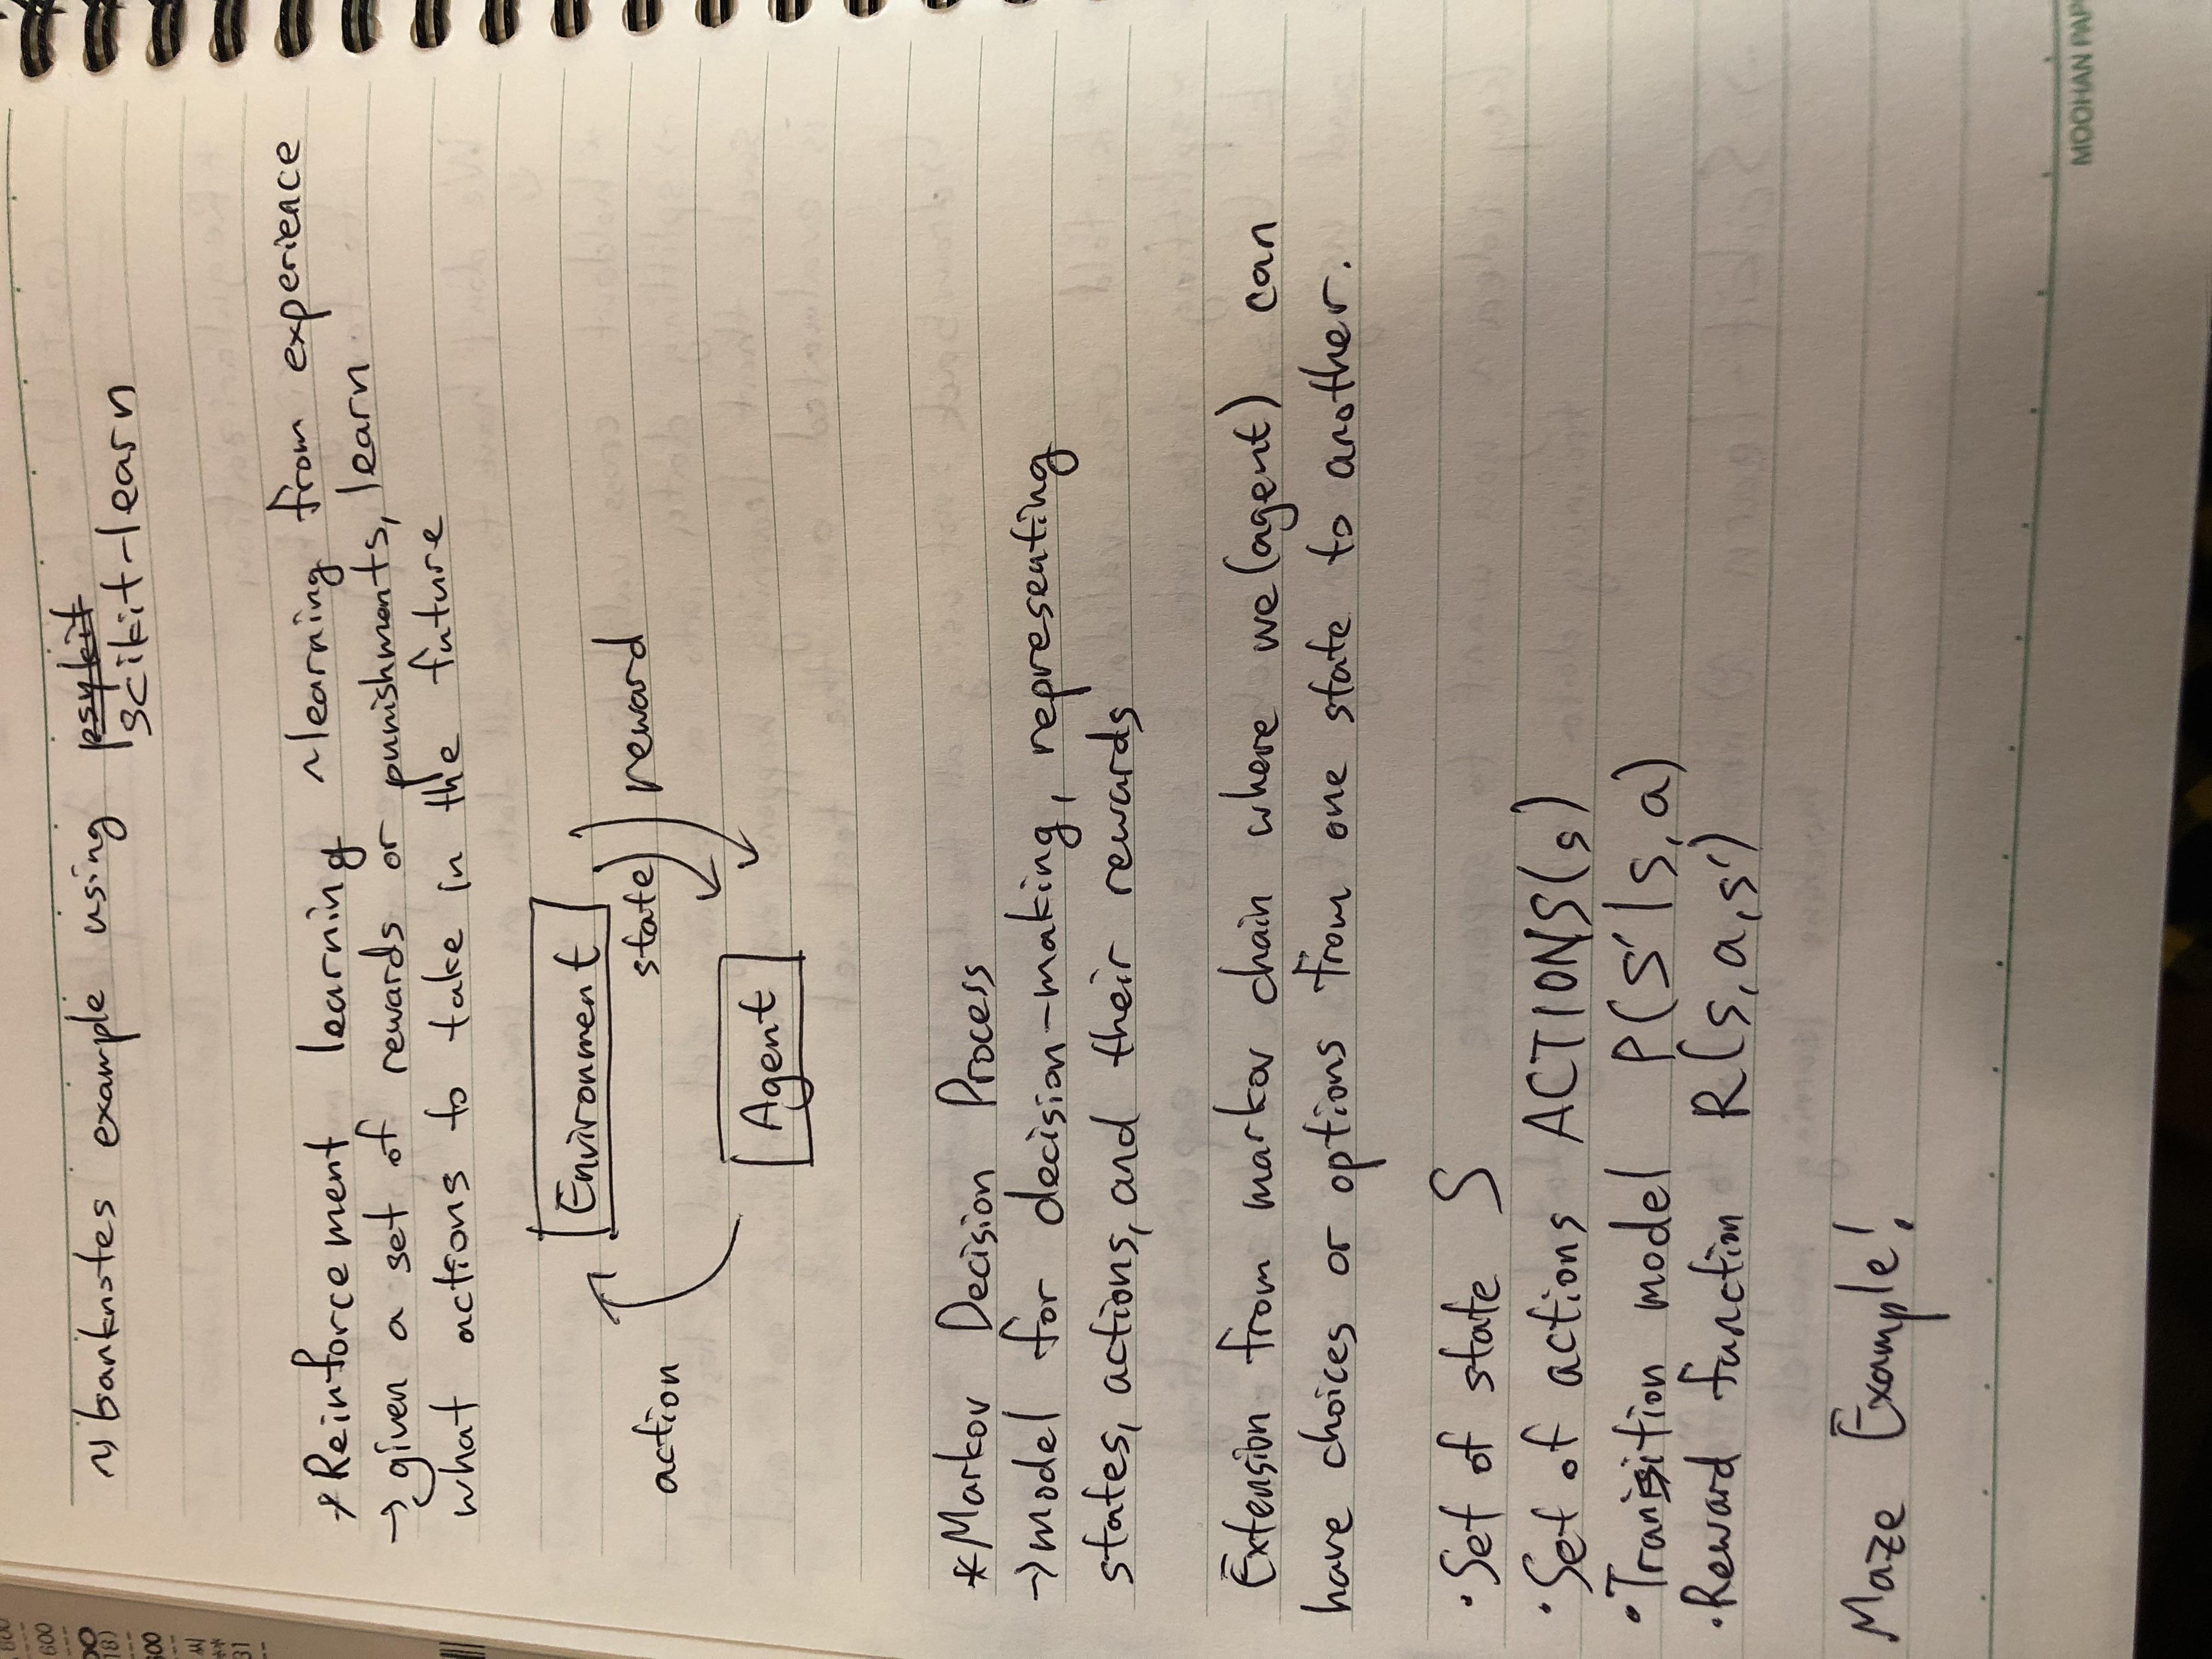 600
600
18)
600
**
31
~> banknotes example using psykit
scikit-learn
*Reinforcement learning ~learning from experience
→ given a set of rewards or punishments, learn
what actions to take in the future
Environment
action
state
reward
Agent
*Markov Decision Process
→ model for decision-making, representing
states, actions, and their rewards
Extension from markov chain where we(agent) can
have choices or options from one state to another.
•Set of state S
•Set of actions ACTIONS(s)
•Transition model P(s'|s,a)
•Reward function R(s,a,s')
Maze Example!
MOOHAN PAP